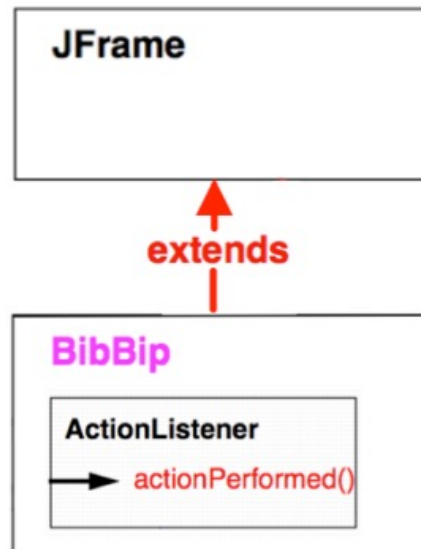 JFrame
extends
BibBip
ActionListener
actionPerformed()